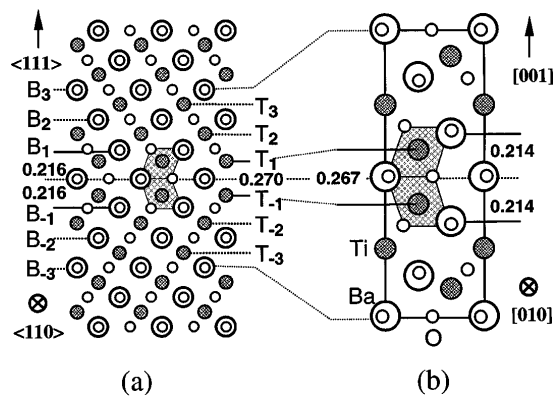 <111>
B3
B2
B1
0.216
0.216
B-1
B-2
B-3
<110>
T3
T2
T1
0.270
T-1
T-2
T-3
(a)
[001]
0.214
0.267
0.214
Ti
Ba
O
[010]
(b)